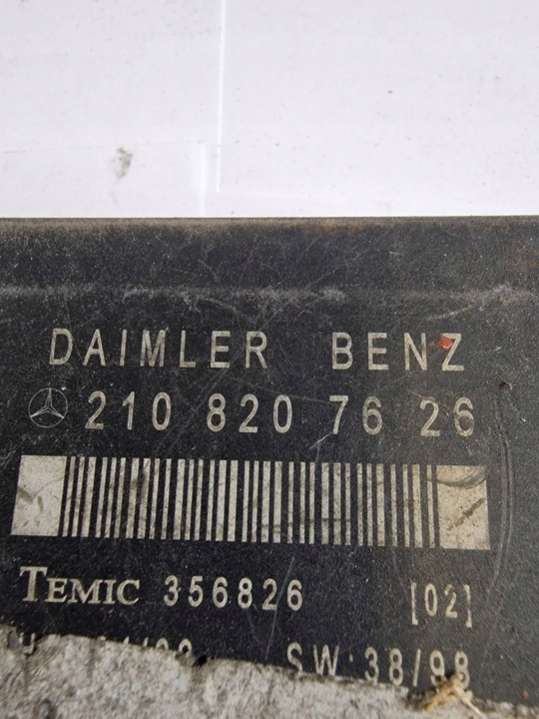 DAIMLER BENZ
210 820 76 26
TEMIC 356826 [02]
SW:38/98